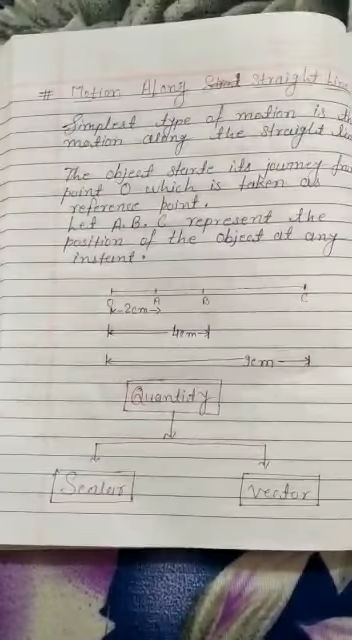 # Motion Along Straight Line
Simplest type of motion is the
motion along the straight line
The object starts its journey from
point O which is taken as
reference point.
Let A.B.C represent the
position of the object at any
instant.
O A B C
2cm
4cm
9cm
Quantity
Scalar Vector